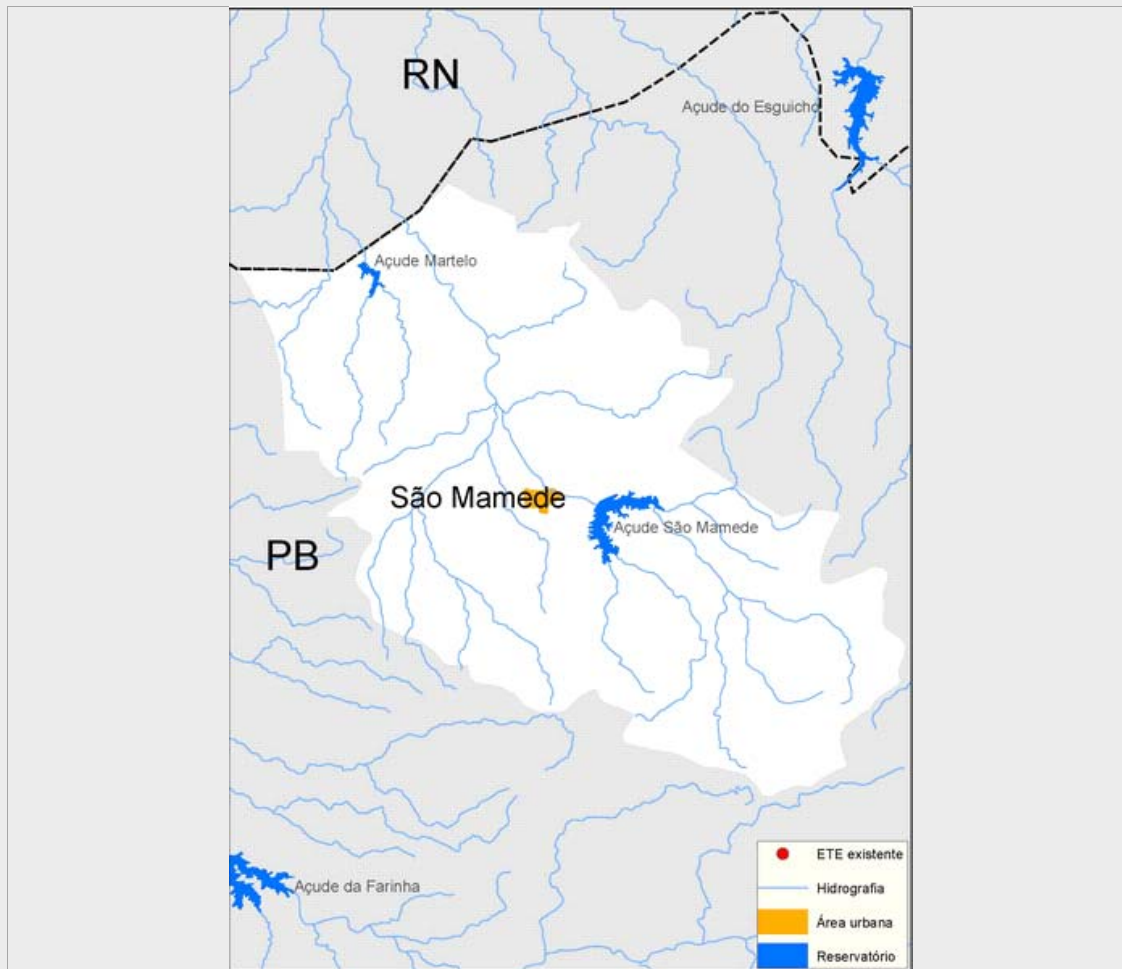 RN
Açude do Esguicho
Açude Martelo
São Mamede
Açude São Mamede
PB
Açude da Farinha
ETE existente
Hidrografia
Área urbana
Reservatório